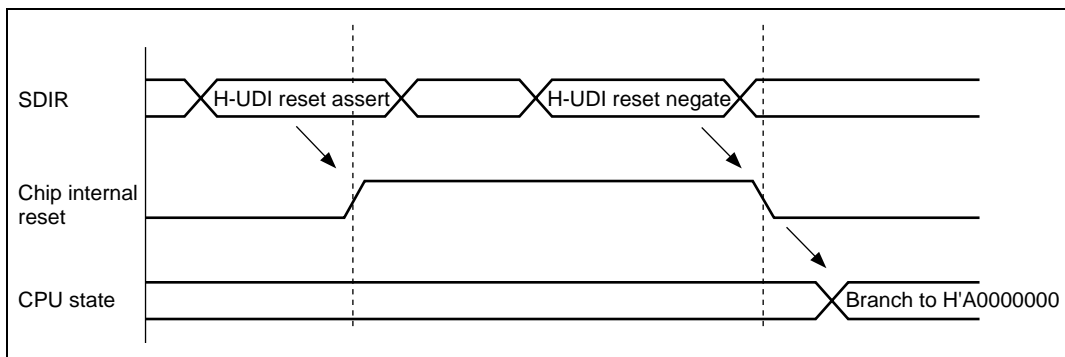 SDIR
H-UDI reset assert
H-UDI reset negate
Chip internal
reset
CPU state
Branch to H'A0000000